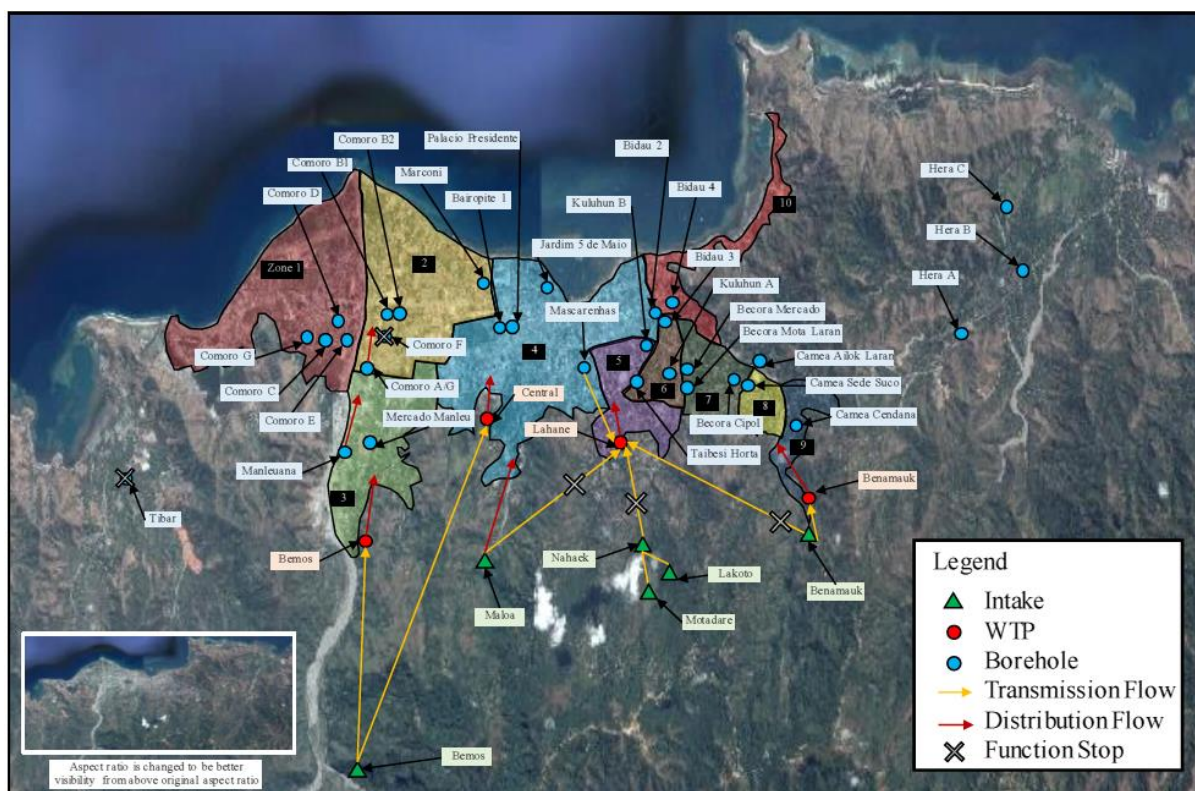 Comoro B2
Palacio Presidente
Comoro B1
Marconi
Bidau 2
Comoro D
Bairopite 1
Bidau 4
Kuluhun B
Hera C
10
Jardim 5 de Maio
Bidau 3
Hera B
Zone 1
2
Kuluhun A
Mascarenhas
Becora Mercado
Hera A
Becora Mota Laran
Comoro G
Comoro F
4
5
Camea Ailok Laran
Comoro C
Comoro A/G
6
Camea Sede Suco
7
8
Central
Comoro E
Mercado Manleu
Becora Cipol
Camea Cendana
Lahane
9
Manleuana
Taibesi Horta
Benamauk
3
Tibar
Bemos
Nahaek
Lakoto
Benamauk
Maloa
Motadare
Bemos
Legend
Intake
WTP
Borehole
Transmission Flow
Distribution Flow
Function Stop
Aspect ratio is changed to be better
visibility from above original aspect ratio